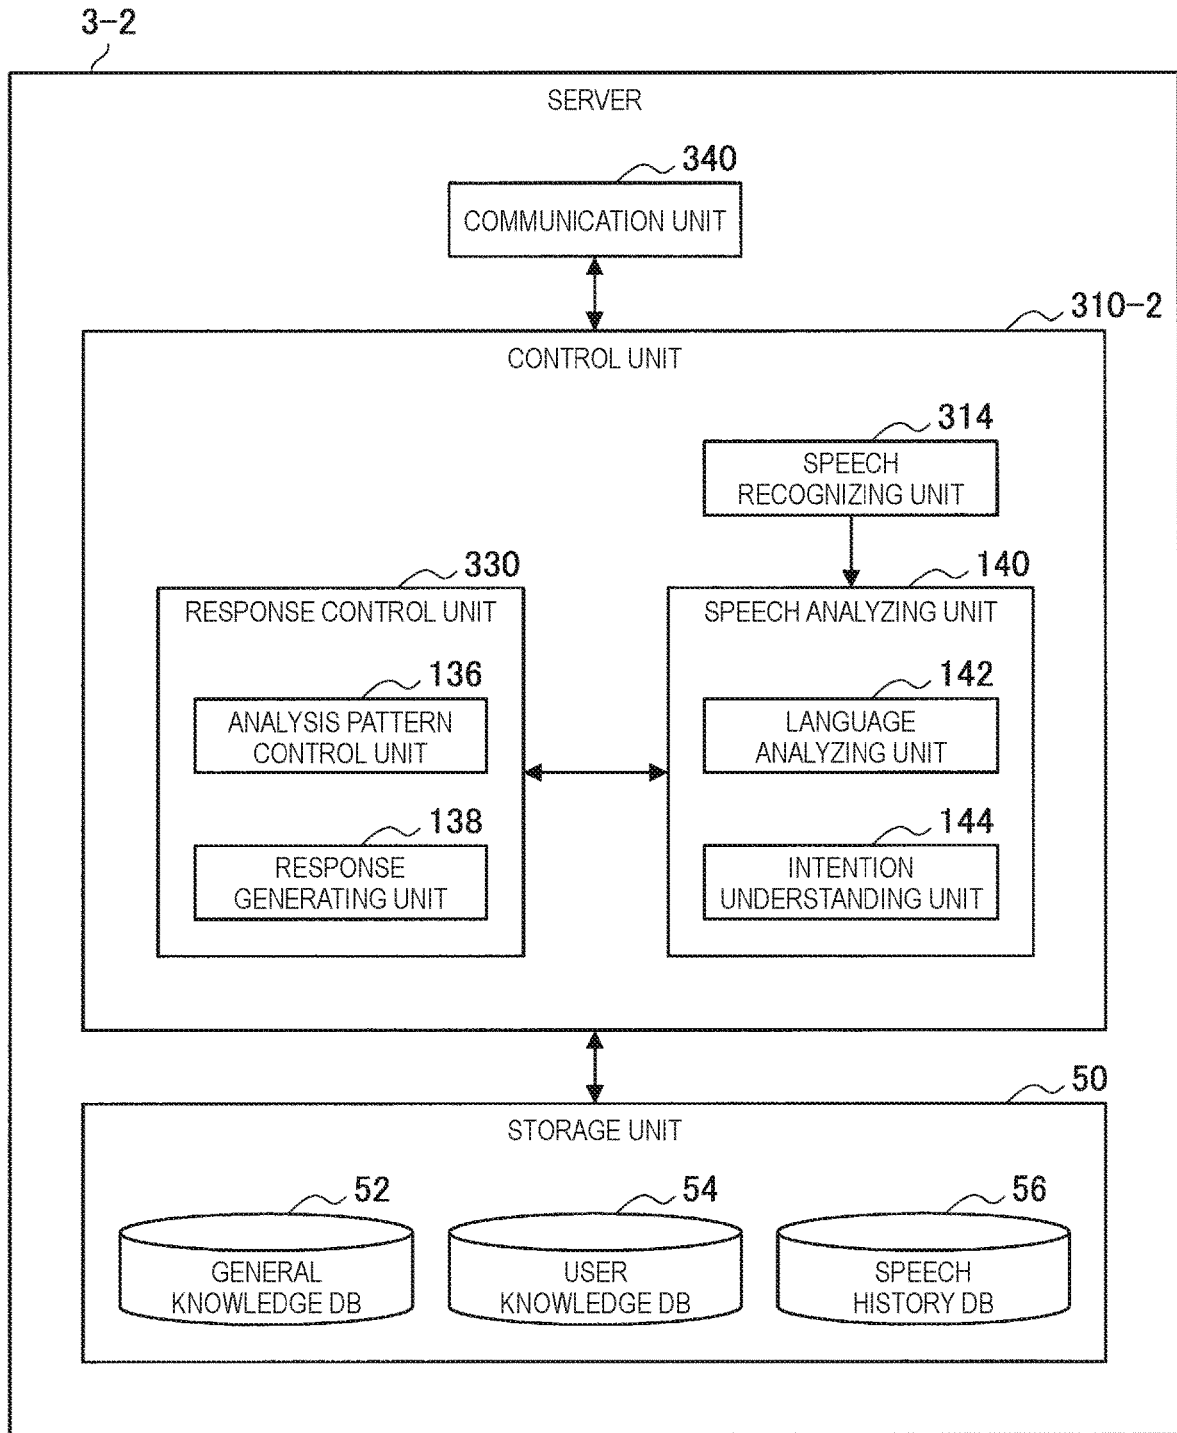 3-2
SERVER
340
COMMUNICATION UNIT
310-2
CONTROL UNIT
314
SPEECH
RECOGNIZING UNIT
330
RESPONSE CONTROL UNIT
136
ANALYSIS PATTERN
CONTROL UNIT
138
RESPONSE
GENERATING UNIT
140
SPEECH ANALYZING UNIT
142
LANGUAGE
ANALYZING UNIT
144
INTENTION
UNDERSTANDING UNIT
50
STORAGE UNIT
52
GENERAL
KNOWLEDGE DB
54
USER
KNOWLEDGE DB
56
SPEECH
HISTORY DB